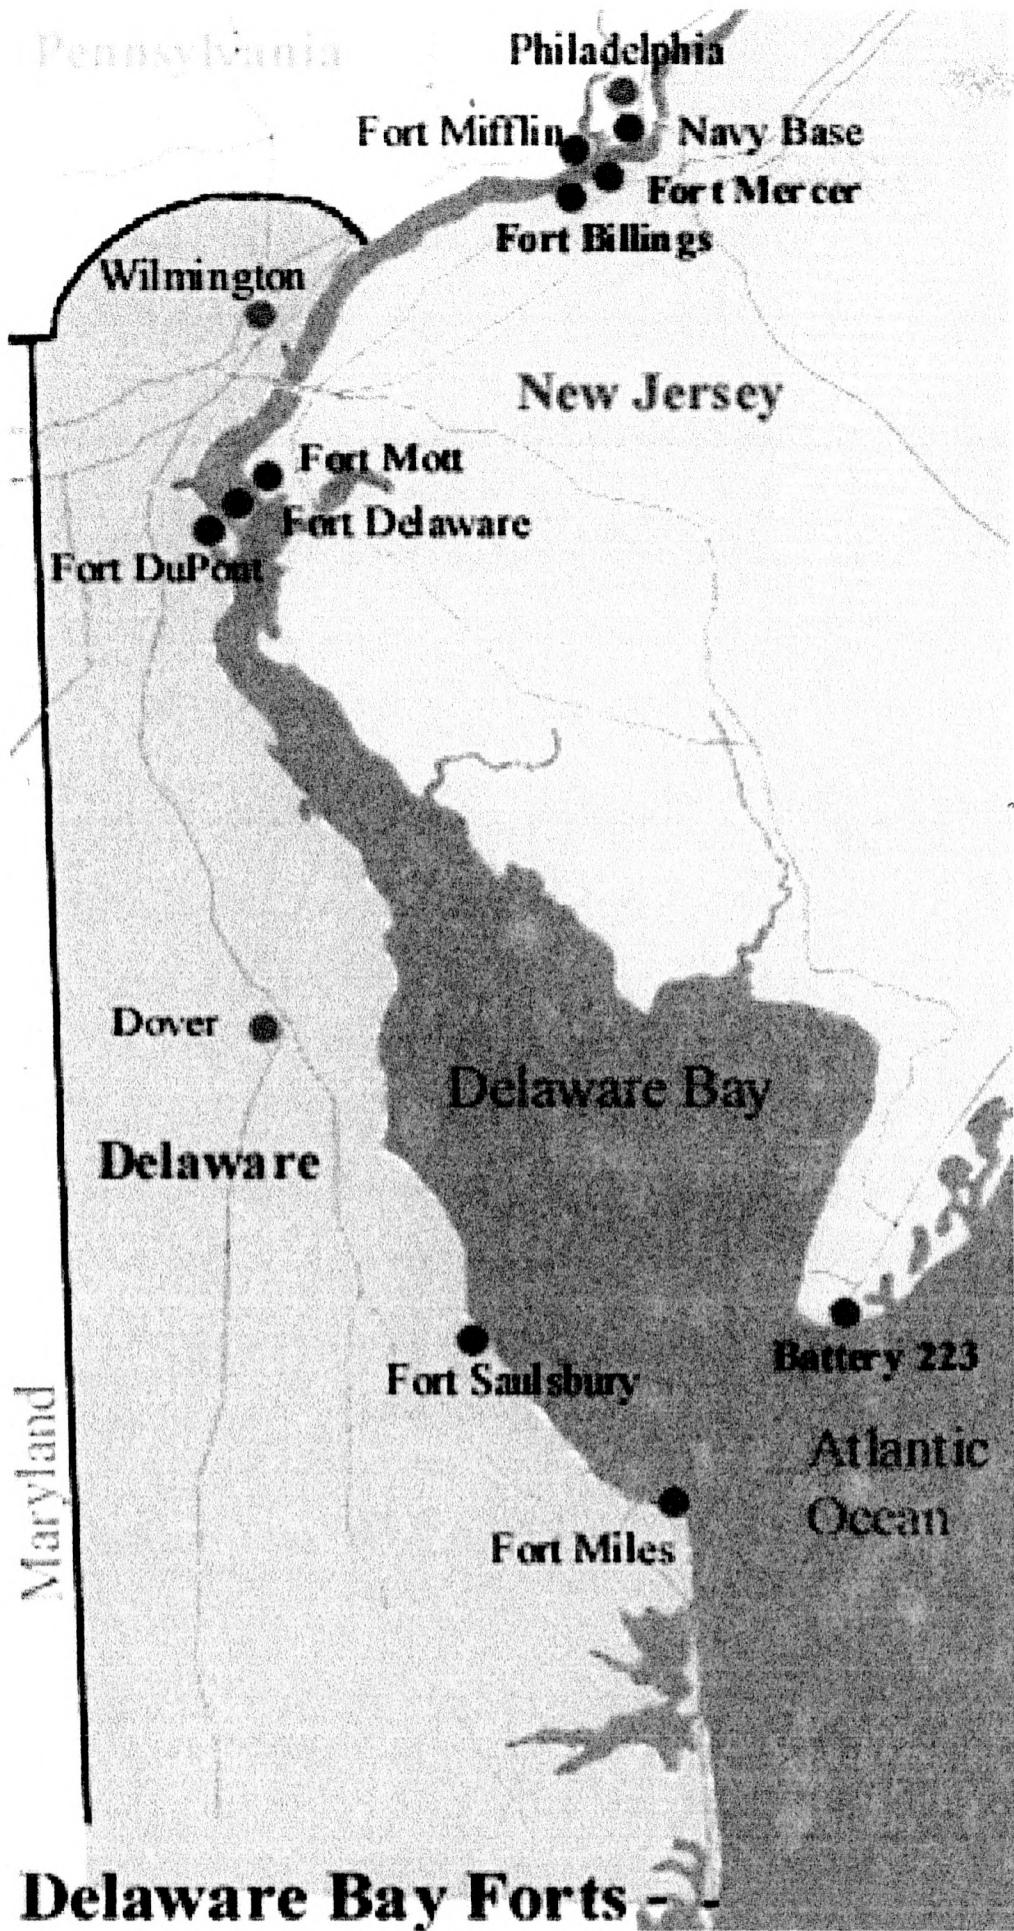 Pennsylvania
Philadelphia
Fort Mifflin
Navy Base
Fort Mercer
Fort Billings
Wilmington
New Jersey
Fort Mott
Fort Delaware
Fort DuPont
Dover
Delaware Bay
Delaware
Battery 223
Fort Saulsbury
Maryland
Atlantic
Ocean
Fort Miles
Delaware Bay Forts - -